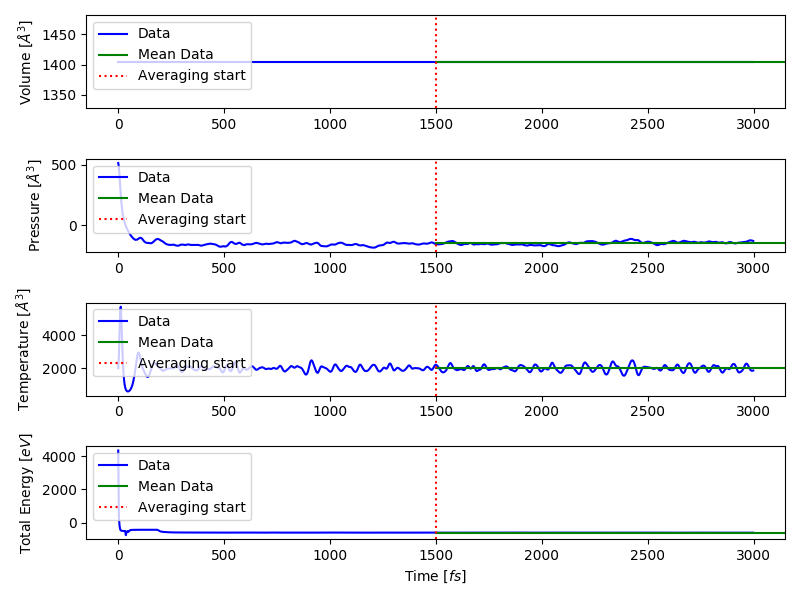 Volume [Å³]
1450
1400
1350
Data
Mean Data
Averaging start
0 500 1000 1500 2000 2500 3000
Pressure [Å³]
500
0
Data
Mean Data
Averaging start
0 500 1000 1500 2000 2500 3000
Temperature [Å³]
4000
2000
Data
Mean Data
Averaging start
0 500 1000 1500 2000 2500 3000
Total Energy [eV]
4000
2000
0
Data
Mean Data
Averaging start
0 500 1000 1500 2000 2500 3000
Time [fs]